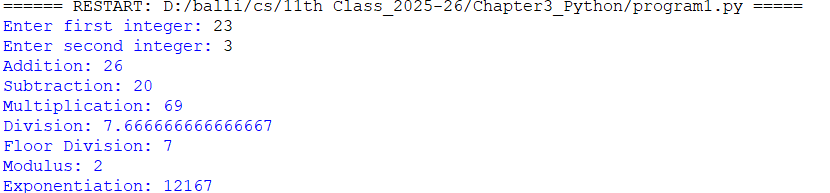 ====== RESTART: D:/balli/cs/11th Class_2025-26/Chapter3_Python/program1.py =====
Enter first integer: 23
Enter second integer: 3
Addition: 26
Subtraction: 20
Multiplication: 69
Division: 7.666666666666667
Floor Division: 7
Modulus: 2
Exponentiation: 12167